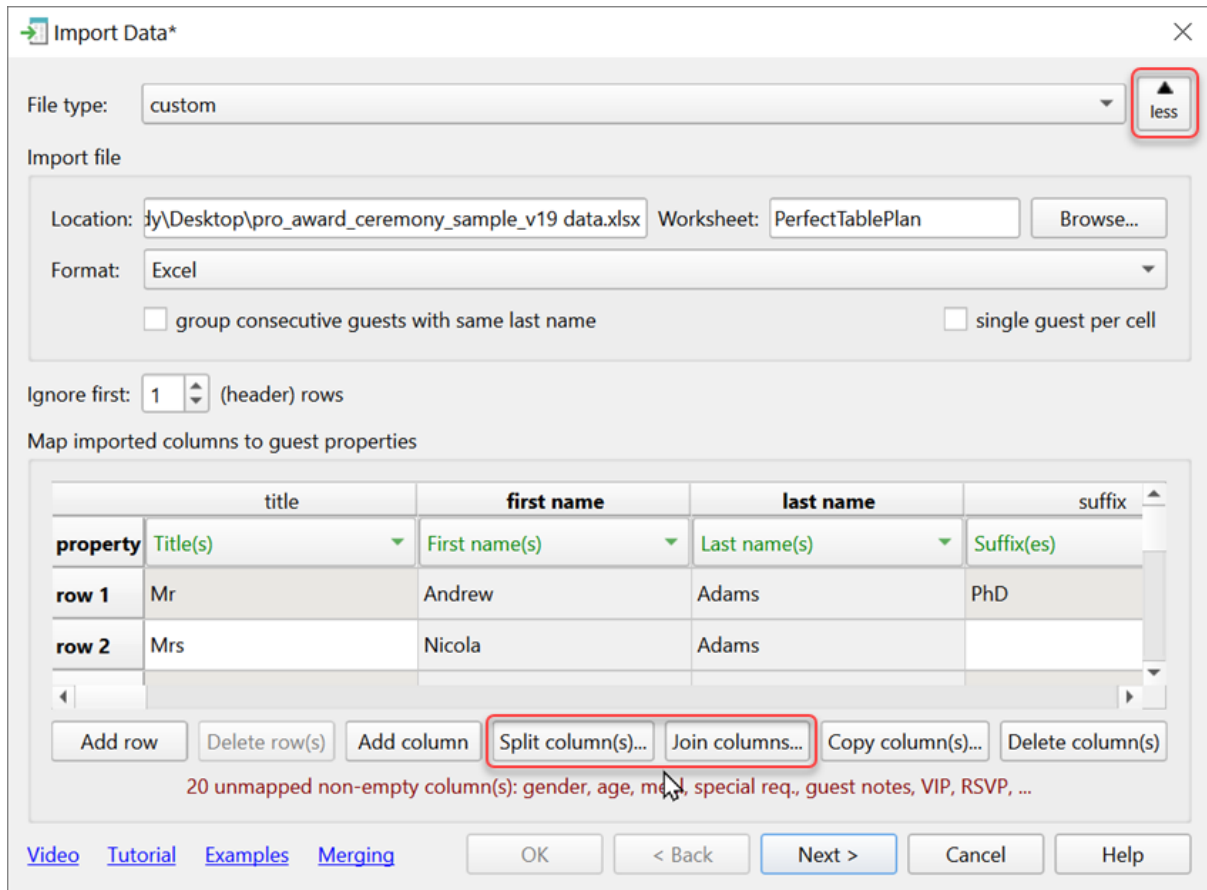 Import Data*
File type: custom less
Import file
Location: dy\Desktop\pro_award_ceremony_sample_v19 data.xlsx Worksheet: PerfectTablePlan Browse...
Format: Excel
group consecutive guests with same last name single guest per cell
Ignore first: 1 (header) rows
Map imported columns to guest properties
title first name last name suffix
property Title(s) First name(s) Last name(s) Suffix(es)
row 1 Mr Andrew Adams PhD
row 2 Mrs Nicola Adams
Add row Delete row(s) Add column Split column(s)... Join columns... Copy column(s)... Delete column(s)
20 unmapped non-empty column(s): gender, age, special req., guest notes, VIP, RSVP, ...
Video Tutorial Examples Merging OK < Back Next > Cancel Help